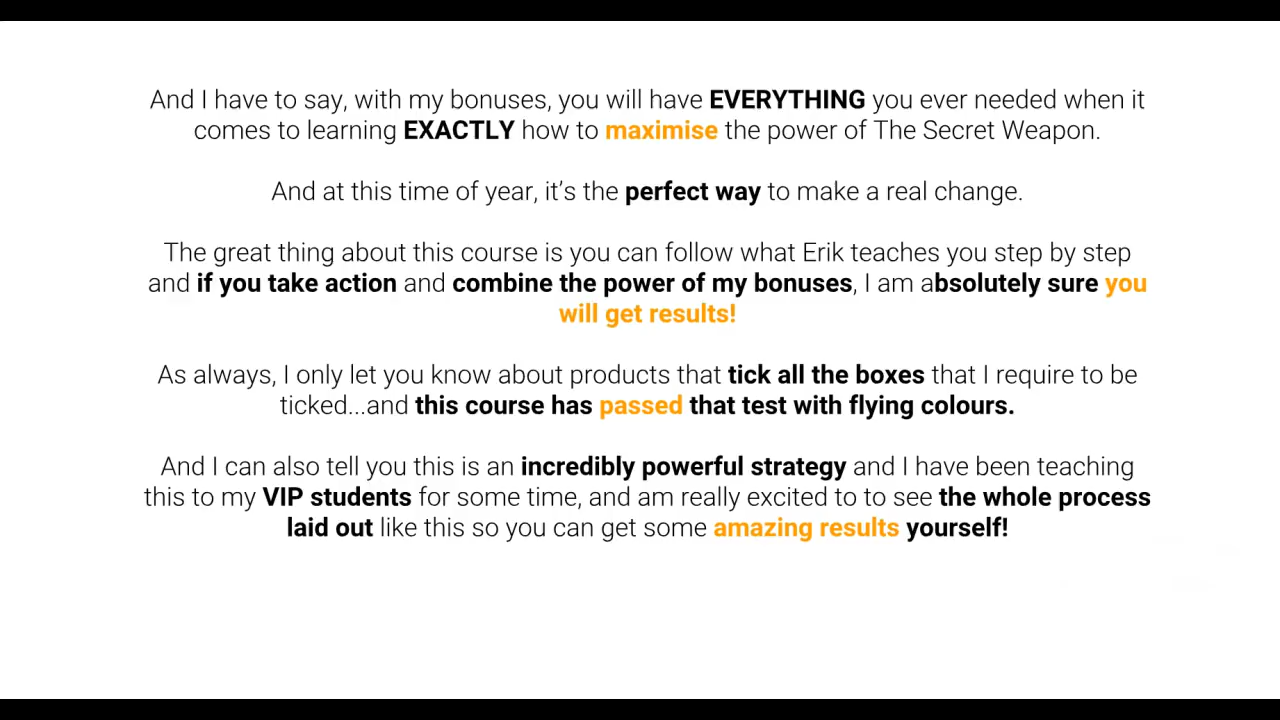 And I have to say, with my bonuses, you will have EVERYTHING you ever needed when it
comes to learning EXACTLY how to maximise the power of The Secret Weapon.
And at this time of year, it’s the perfect way to make a real change.
The great thing about this course is you can follow what Erik teaches you step by step
and if you take action and combine the power of my bonuses, I am absolutely sure you
will get results!
As always, I only let you know about products that tick all the boxes that I require to be
ticked...and this course has passed that test with flying colours.
And I can also tell you this is an incredibly powerful strategy and I have been teaching
this to my VIP students for some time, and am really excited to to see the whole process
laid out like this so you can get some amazing results yourself!